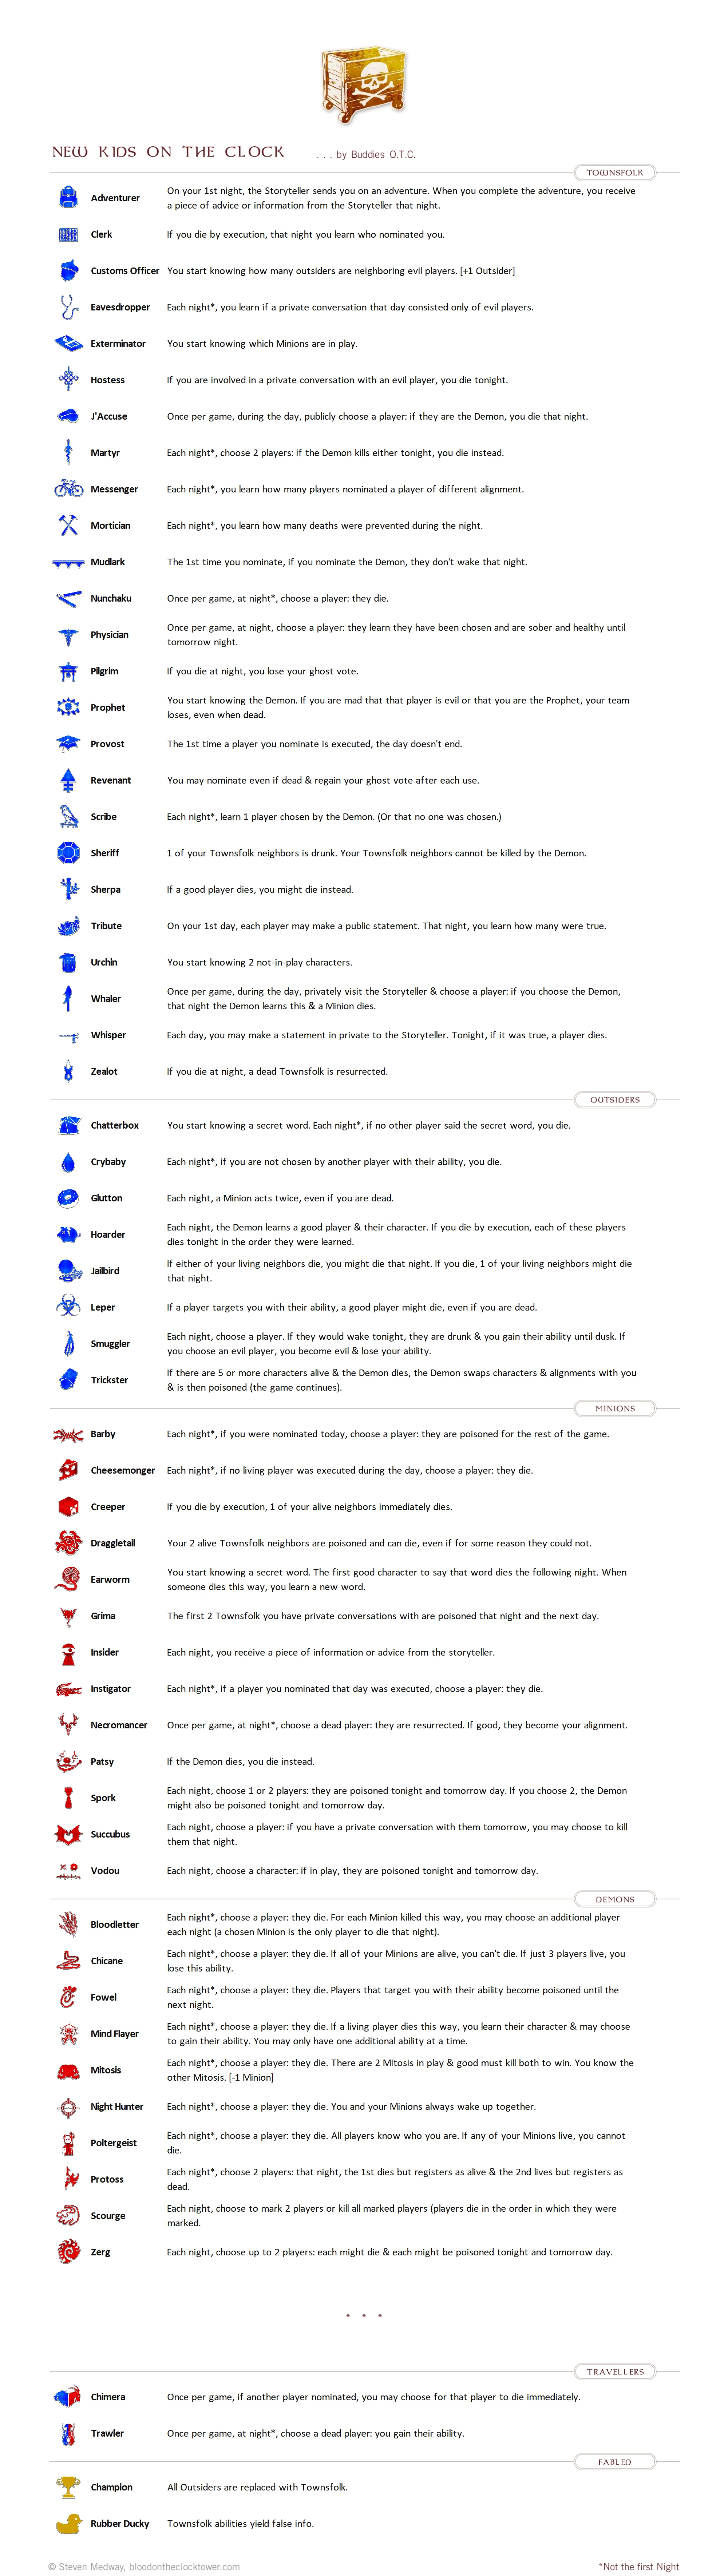 NEW KIDS ON THE CLOCK . . . by Buddies O.T.C.
TOWNSFOLK
Adventurer On your 1st night, the Storyteller sends you on an adventure. When you complete the adventure, you receive
a piece of advice or information from the Storyteller that night.
Clerk If you die by execution, that night you learn who nominated you.
Customs Officer You start knowing how many outsiders are neighboring evil players. [+1 Outsider]
Eavesdropper Each night*, you learn if a private conversation that day consisted only of evil players.
Exterminator You start knowing which Minions are in play.
Hostess If you are involved in a private conversation with an evil player, you die tonight.
J'Accuse Once per game, during the day, publicly choose a player: if they are the Demon, you die that night.
Martyr Each night*, choose 2 players: if the Demon kills either tonight, you die instead.
Messenger Each night*, you learn how many players nominated a player of different alignment.
Mortician Each night*, you learn how many deaths were prevented during the night.
Mudlark The 1st time you nominate, if you nominate the Demon, they don't wake that night.
Nunchaku Once per game, at night*, choose a player: they die.
Physician Once per game, at night, choose a player: they learn they have been chosen and are sober and healthy until
tomorrow night.
Pilgrim If you die at night, you lose your ghost vote.
Prophet You start knowing the Demon. If you are mad that that player is evil or that you are the Prophet, your team
loses, even when dead.
Provost The 1st time a player you nominate is executed, the day doesn't end.
Revenant You may nominate even if dead & regain your ghost vote after each use.
Scribe Each night*, learn 1 player chosen by the Demon. (Or that no one was chosen.)
Sheriff 1 of your Townsfolk neighbors is drunk. Your Townsfolk neighbors cannot be killed by the Demon.
Sherpa If a good player dies, you might die instead.
Tribute On your 1st day, each player may make a public statement. That night, you learn how many were true.
Urchin You start knowing 2 not-in-play characters.
Whaler Once per game, during the day, privately visit the Storyteller & choose a player: if you choose the Demon,
that night the Demon learns this & a Minion dies.
Whisper Each day, you may make a statement in private to the Storyteller. Tonight, if it was true, a player dies.
Zealot If you die at night, a dead Townsfolk is resurrected.
OUTSIDERS
Chatterbox You start knowing a secret word. Each night*, if no other player said the secret word, you die.
Crybaby Each night*, if you are not chosen by another player with their ability, you die.
Glutton Each night, a Minion acts twice, even if you are dead.
Hoarder Each night, the Demon learns a good player & their character. If you die by execution, each of these players
dies tonight in the order they were learned.
Jailbird If either of your living neighbors die, you might die that night. If you die, 1 of your living neighbors might die
that night.
Leper If a player targets you with their ability, a good player might die, even if you are dead.
Smuggler Each night, choose a player. If they would wake tonight, they are drunk & you gain their ability until dusk. If
you choose an evil player, you become evil & lose your ability.
Trickster If there are 5 or more characters alive & the Demon dies, the Demon swaps characters & alignments with you
& is then poisoned (the game continues).
MINIONS
Barby Each night*, if you were nominated today, choose a player: they are poisoned for the rest of the game.
Cheesemonger Each night*, if no living player was executed during the day, choose a player: they die.
Creeper If you die by execution, 1 of your alive neighbors immediately dies.
Draggletail Your 2 alive Townsfolk neighbors are poisoned and can die, even if for some reason they could not.
Earworm You start knowing a secret word. The first good character to say that word dies the following night. When
someone dies this way, you learn a new word.
Grima The first 2 Townsfolk you have private conversations with are poisoned that night and the next day.
Insider Each night, you receive a piece of information or advice from the storyteller.
Instigator Each night*, if a player you nominated that day was executed, choose a player: they die.
Necromancer Once per game, at night*, choose a dead player: they are resurrected. If good, they become your alignment.
Patsy If the Demon dies, you die instead.
Spork Each night, choose 1 or 2 players: they are poisoned tonight and tomorrow day. If you choose 2, the Demon
might also be poisoned tonight and tomorrow day.
Succubus Each night, choose a player: if you have a private conversation with them tomorrow, you may choose to kill
them that night.
Vodou Each night, choose a character: if in play, they are poisoned tonight and tomorrow day.
DEMONS
Bloodletter Each night*, choose a player: they die. For each Minion killed this way, you may choose an additional player
each night (a chosen Minion is the only player to die that night).
Chicane Each night*, choose a player: they die. If all of your Minions are alive, you can't die. If just 3 players live, you
lose this ability.
Fowel Each night*, choose a player: they die. Players that target you with their ability become poisoned until the
next night.
Mind Flayer Each night*, choose a player: they die. If a living player dies this way, you learn their character & may choose
to gain their ability. You may only have one additional ability at a time.
Mitosis Each night*, choose a player: they die. There are 2 Mitosis in play & good must kill both to win. You know the
other Mitosis. [-1 Minion]
Night Hunter Each night*, choose a player: they die. You and your Minions always wake up together.
Poltergeist Each night*, choose a player: they die. All players know who you are. If any of your Minions live, you cannot
die.
Protoss Each night*, choose 2 players: that night, the 1st dies but registers as alive & the 2nd lives but registers as
dead.
Scourge Each night, choose to mark 2 players or kill all marked players (players die in the order in which they were
marked.
Zerg Each night, choose up to 2 players: each might die & each might be poisoned tonight and tomorrow day.
* * *
TRAVELLERS
Chimera Once per game, if another player nominated, you may choose for that player to die immediately.
Trawler Once per game, at night*, choose a dead player: you gain their ability.
FABLED
Champion All Outsiders are replaced with Townsfolk.
Rubber Ducky Townsfolk abilities yield false info.
© Steven Medway, bloodontheclocktower.com *Not the first Night